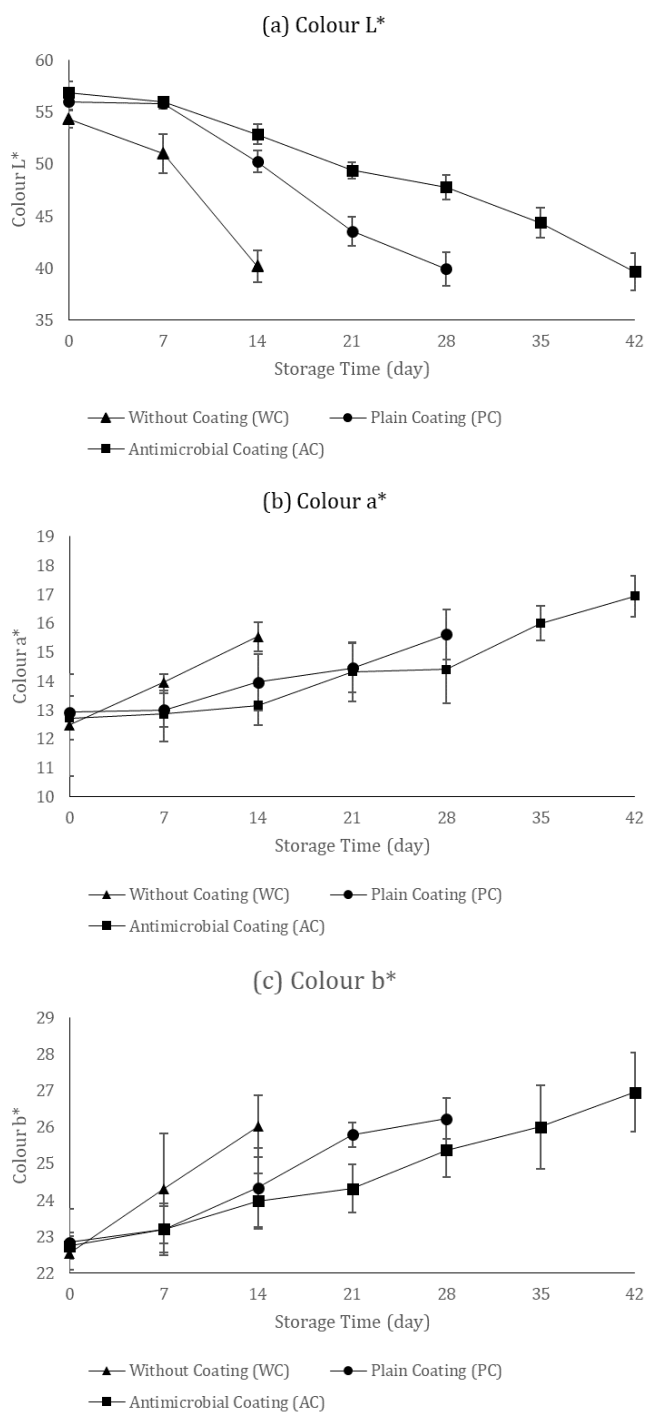 (a) Colour L*
60
55
50
45
40
35
Colour L*
0 7 14 21 28 35 42
Storage Time (day)
Without Coating (WC) Plain Coating (PC)
Antimicrobial Coating (AC)
(b) Colour a*
19
18
17
16
15
14
13
12
11
10
Colour a*
0 7 14 21 28 35 42
Storage Time (day)
Without Coating (WC) Plain Coating (PC)
Antimicrobial Coating (AC)
(c) Colour b*
29
28
27
26
25
24
23
22
Colour b*
0 7 14 21 28 35 42
Storage Time (day)
Without Coating (WC) Plain Coating (PC)
Antimicrobial Coating (AC)